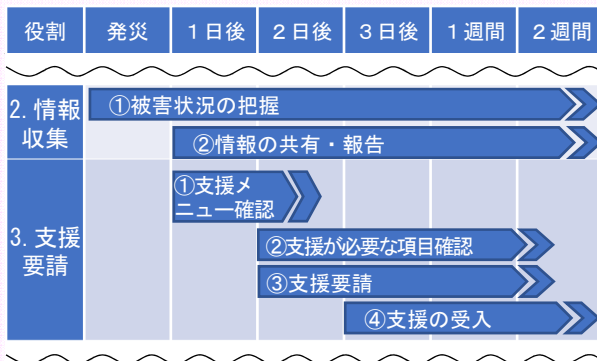 役割 発災 １日後 ２日後 ３日後 １週間 ２週間
2. 情報
収集
①被害状況の把握
②情報の共有・報告
3. 支援
要請
①支援メ
ニュー確認
②支援が必要な項目確認
③支援要請
④支援の受入